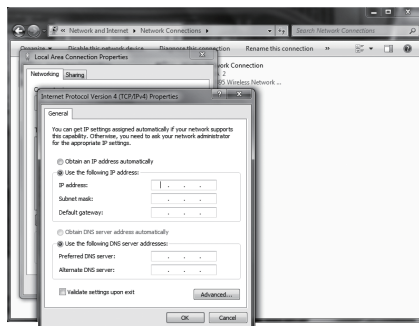 « Network and Internet ▸ Network Connections ▸
Search Network Connections
Organize ▾ Disable this network device Diagnose this connection Rename this connection »
Local Area Connection Properties
work Connection
2
95 Wireless Network ...
Networking Sharing
Internet Protocol Version 4 (TCP/IPv4) Properties
General
You can get IP settings assigned automatically if your network supports
this capability. Otherwise, you need to ask your network administrator
for the appropriate IP settings.
Obtain an IP address automatically
Use the following IP address:
IP address:
Subnet mask:
Default gateway:
Obtain DNS server address automatically
Use the following DNS server addresses:
Preferred DNS server:
Alternate DNS server:
Validate settings upon exit
Advanced...
OK Cancel